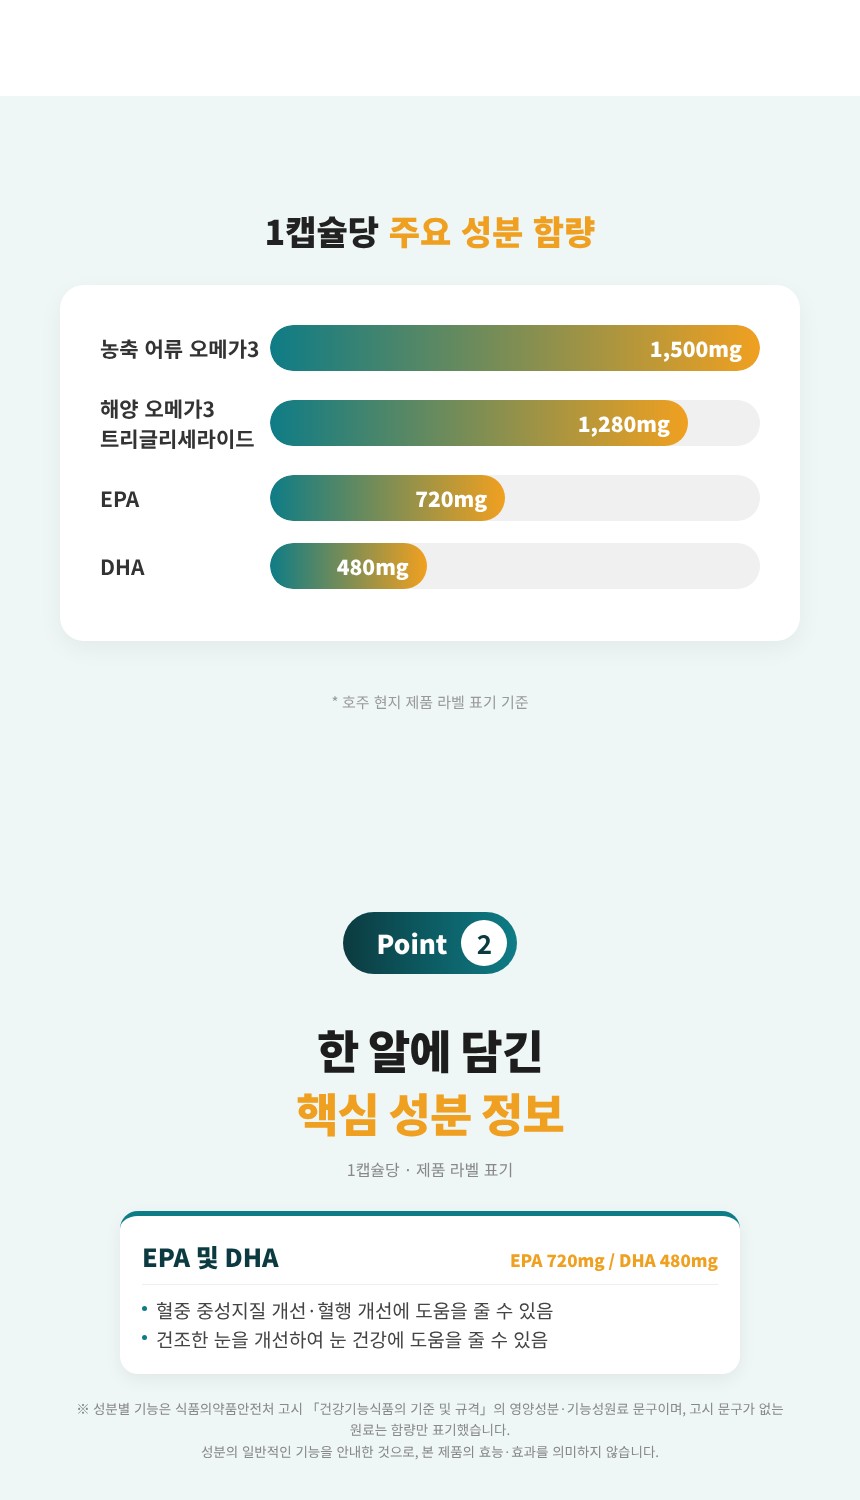 1캡슐당 주요 성분 함량
농축 어류 오메가3
1,500mg
해양 오메가3
트리글리세라이드
1,280mg
EPA
720mg
DHA
480mg
* 호주 현지 제품 라벨 표기 기준
Point 2
한 알에 담긴
핵심 성분 정보
1캡슐당 · 제품 라벨 표기
EPA 및 DHA
EPA 720mg / DHA 480mg
• 혈중 중성지질 개선·혈행 개선에 도움을 줄 수 있음
• 건조한 눈을 개선하여 눈 건강에 도움을 줄 수 있음
※ 성분별 기능은 식품의약품안전처 고시 「건강기능식품의 기준 및 규격」의 영양성분·기능성원료 문구이며, 고시 문구가 없는
원료는 함량만 표기했습니다.
성분의 일반적인 기능을 안내한 것으로, 본 제품의 효능·효과를 의미하지 않습니다.